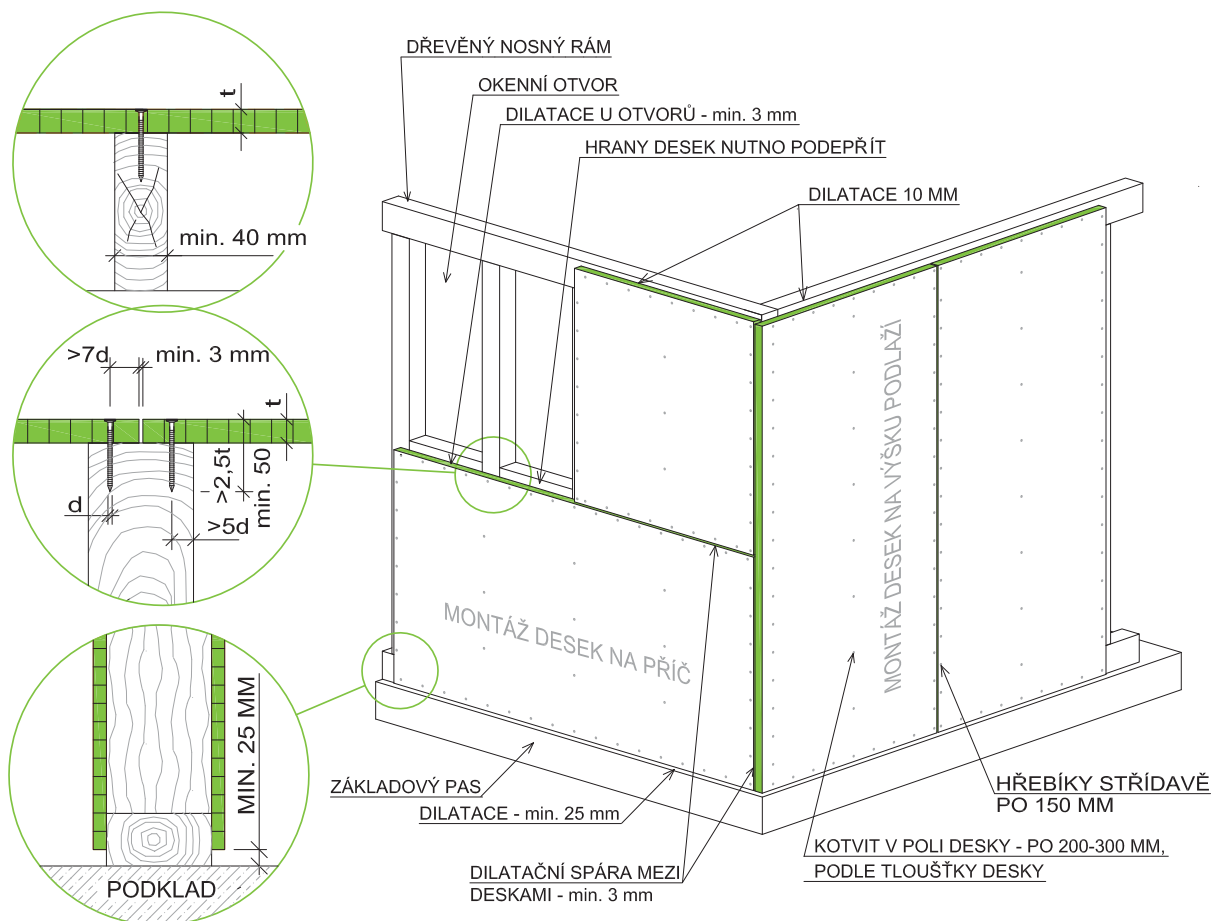 DŘEVĚNÝ NOSNÝ RÁM
OKENNÍ OTVOR
DILATACE U OTVORŮ - min. 3 mm
HRANY DESEK NUTNO PODEPŘÍT
DILATACE 10 MM
t
min. 40 mm
>7d
min. 3 mm
t
>2,5t
min. 50
d
>5d
MIN. 25 MM
PODKLAD
MONTÁŽ DESEK NA PŘÍČ
MONTÁŽ DESEK NA VÝŠKU PODLAŽÍ
ZÁKLADOVÝ PAS
DILATACE - min. 25 mm
DILATAČNÍ SPÁRA MEZI
DESKAMI - min. 3 mm
HŘEBÍKY STŘÍDAVĚ
PO 150 MM
KOTVIT V POLI DESKY - PO 200-300 MM,
PODLE TLOUŠŤKY DESKY